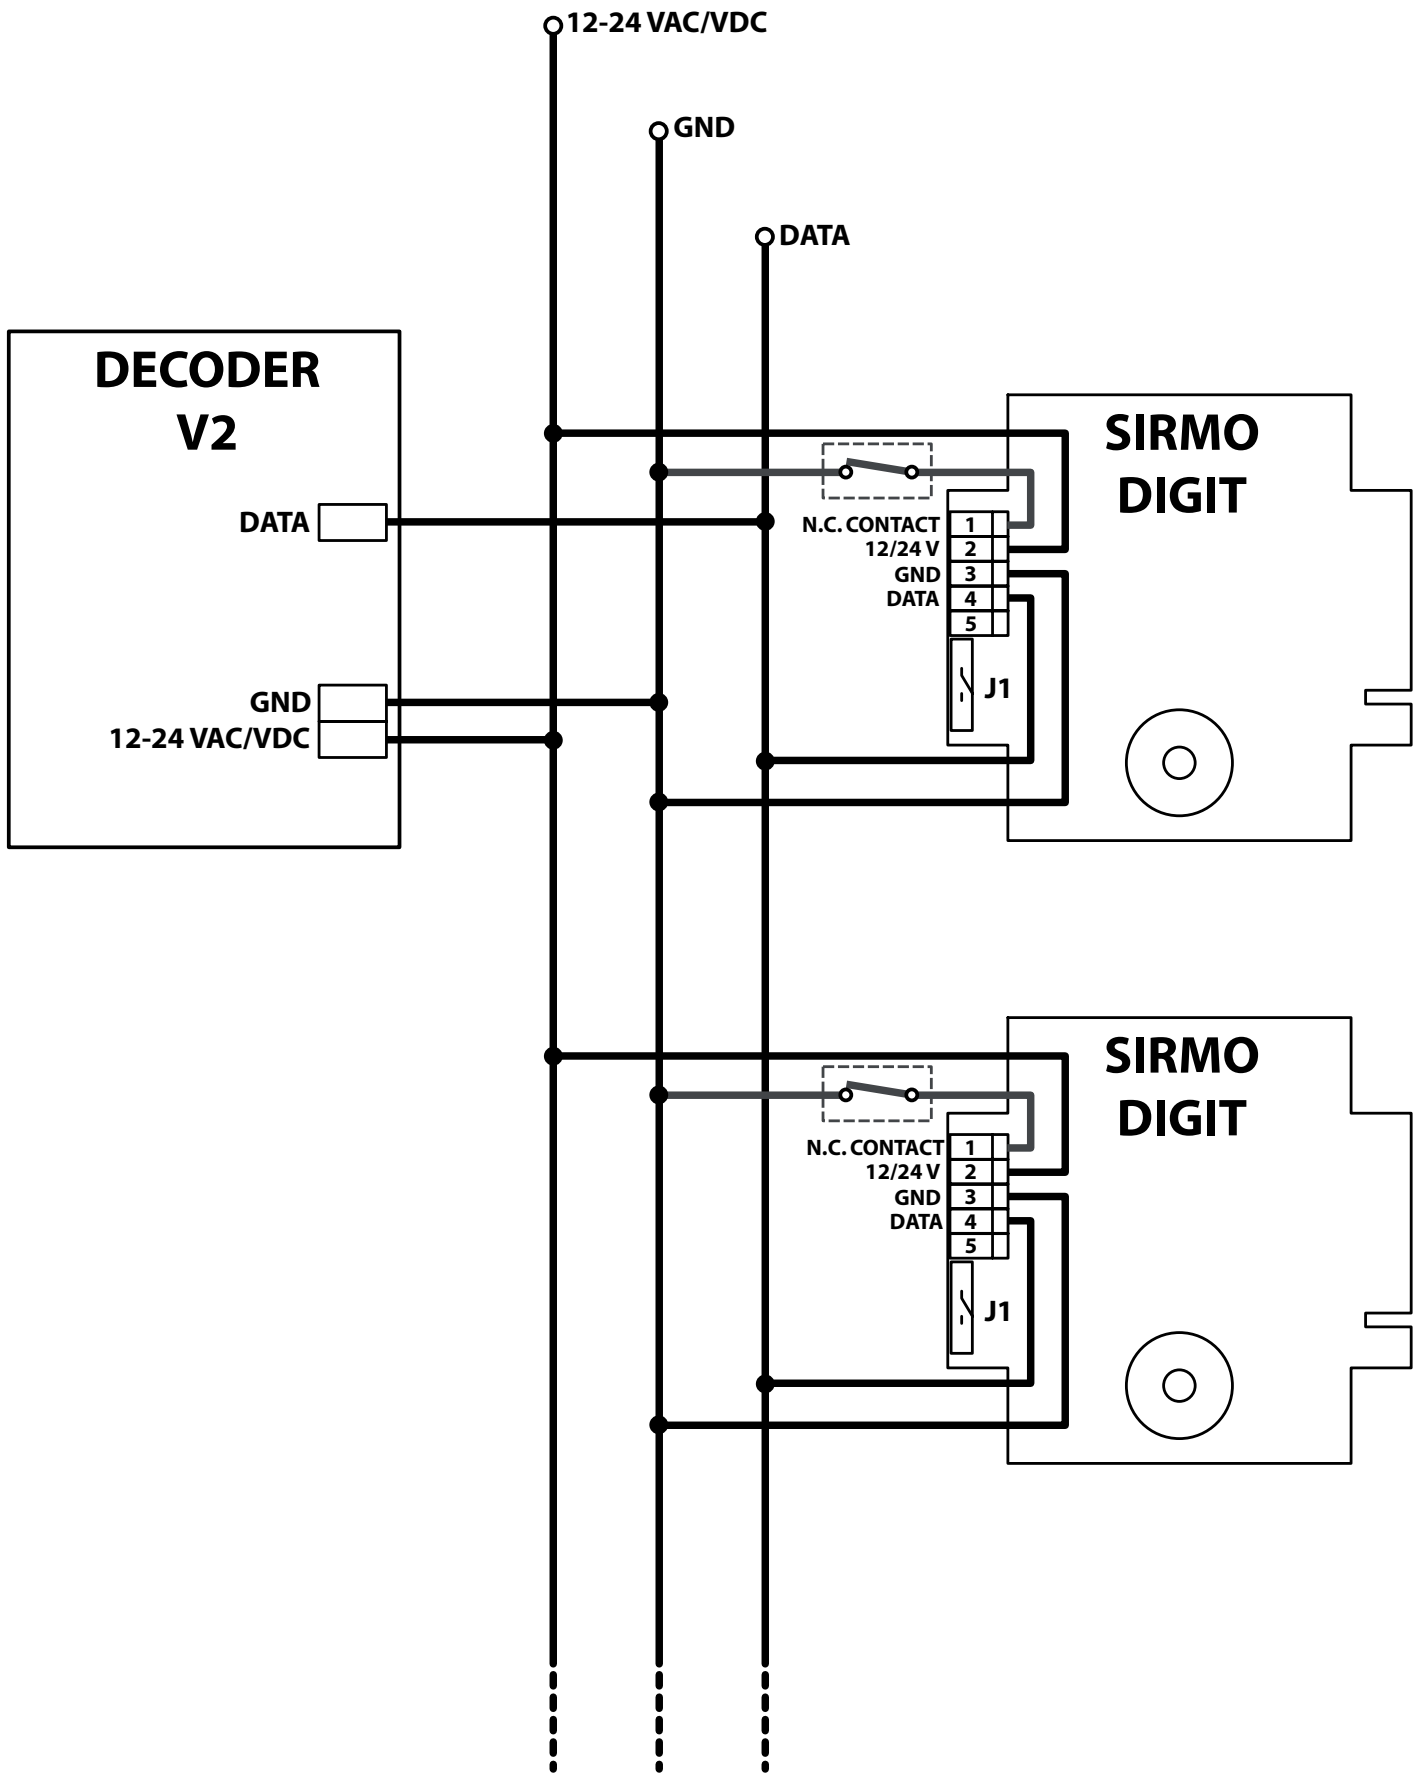 12-24 VAC/VDC
GND
DATA
DECODER
V2
DATA
GND
12-24 VAC/VDC
SIRMO
DIGIT
N.C. CONTACT 1
12/24 V 2
GND 3
DATA 4
5
J1
SIRMO
DIGIT
N.C. CONTACT 1
12/24 V 2
GND 3
DATA 4
5
J1